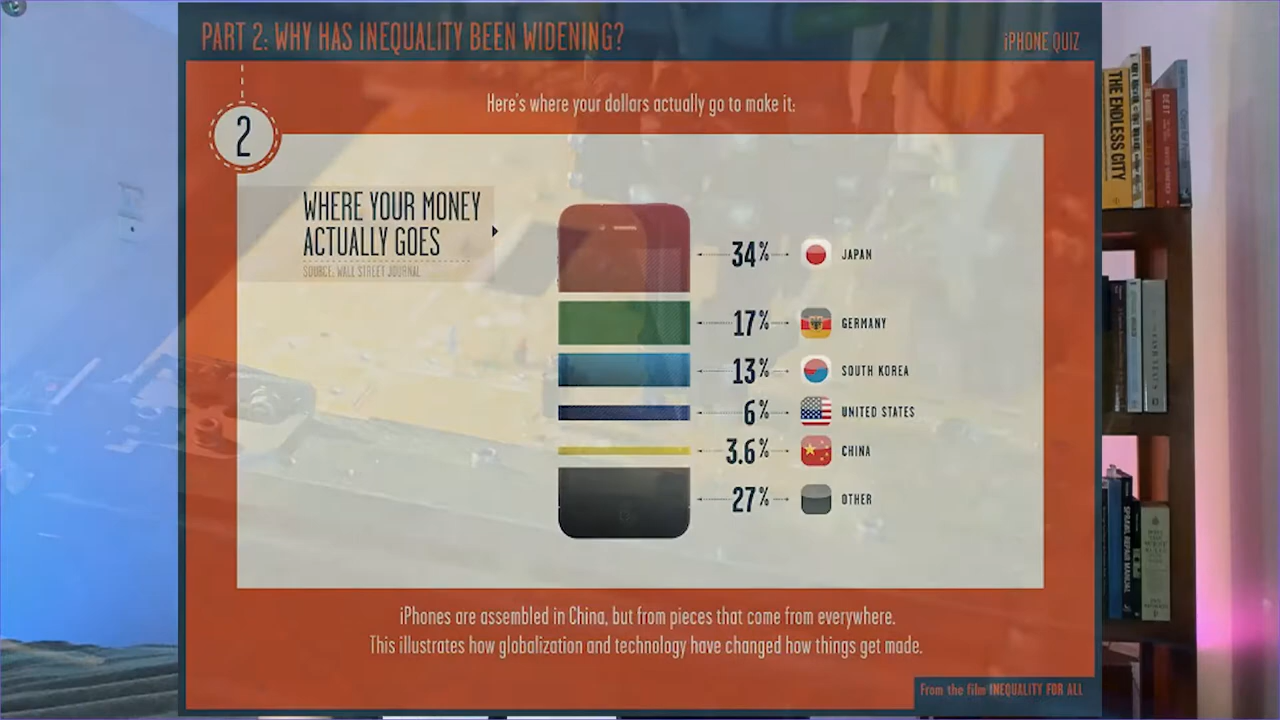 PART 2: WHY HAS INEQUALITY BEEN WIDENING?
iPHONE QUIZ
Here's where your dollars actually go to make it:
2
WHERE YOUR MONEY
ACTUALLY GOES
SOURCE: WALL STREET JOURNAL
34% JAPAN
17% GERMANY
13% SOUTH KOREA
6% UNITED STATES
3.6% CHINA
27% OTHER
iPhones are assembled in China, but from pieces that come from everywhere.
This illustrates how globalization and technology have changed how things get made.
From the film INEQUALITY FOR ALL
THE ENDLESS CITY
DEBT
SPRAWL REPAIR MANUAL